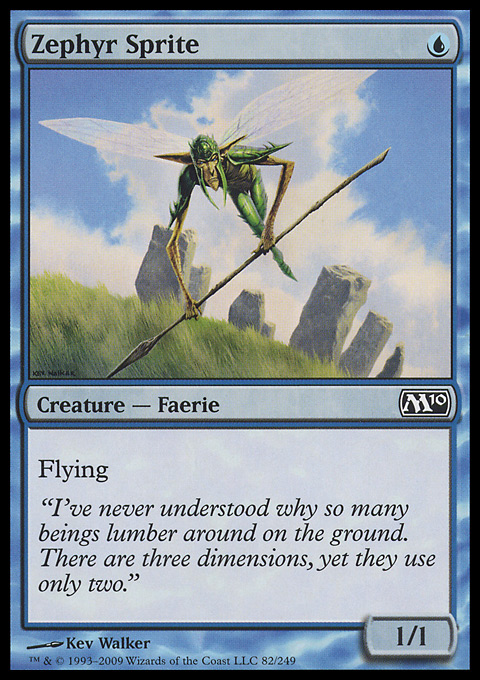 Zephyr Sprite
KEV WALKER
Creature — Faerie
M10
Flying
“I’ve never understood why so many
beings lumber around on the ground.
There are three dimensions, yet they use
only two.”
1/1
Kev Walker
™ & © 1993–2009 Wizards of the Coast LLC 82/249